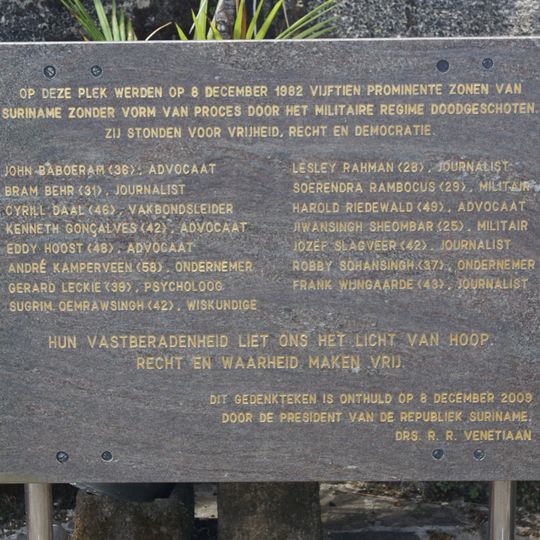 OP DEZE PLEK WERDEN OP 8 DECEMBER 1982 VIJFTIEN PROMINENTE ZONEN VAN
SURINAME ZONDER VORM VAN PROCES DOOR HET MILITAIRE REGIME DOODGESCHOTEN.
ZIJ STONDEN VOOR VRIJHEID, RECHT EN DEMOCRATIE.
JOHN BABOERAM (36), ADVOCAAT
BRAM BEHR (31), JOURNALIST
CYRILL DAAL (46), VAKBONDSLEIDER
KENNETH GONÇALVES (42), ADVOCAAT
EDDY HOOST (48), ADVOCAAT
ANDRÉ KAMPERVEEN (58), ONDERNEMER
GERARD LECKIE (39), PSYCHOLOOG
SUGRIM OEMRAWSINGH (42), WISKUNDIGE
LESLEY RAHMAN (28), JOURNALIST
SOERENDRA RAMBOCUS (29), MILITAIR
HAROLD RIEDEWALD (49), ADVOCAAT
JIWANSINGH SHEOMBAR (25), MILITAIR
JOZEF SLAGVEER (42), JOURNALIST
ROBBY SOHANSINGH (37), ONDERNEMER
FRANK WIJNGAARDE (43), JOURNALIST
HUN VASTBERADENHEID LIET ONS HET LICHT VAN HOOP.
RECHT EN WAARHEID MAKEN VRIJ.
DIT GEDENKTEKEN IS ONTHULD OP 8 DECEMBER 2009
DOOR DE PRESIDENT VAN DE REPUBLIEK SURINAME,
DRS. R. R. VENETIAAN